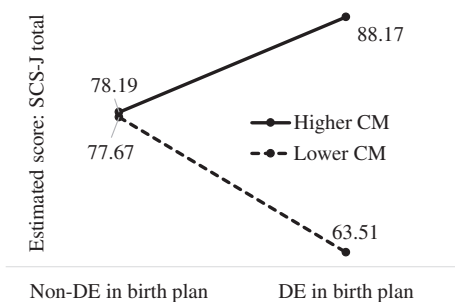 Estimated score: SCS-J total
88.17
78.19
77.67
Higher CM
Lower CM
63.51
Non-DE in birth plan
DE in birth plan